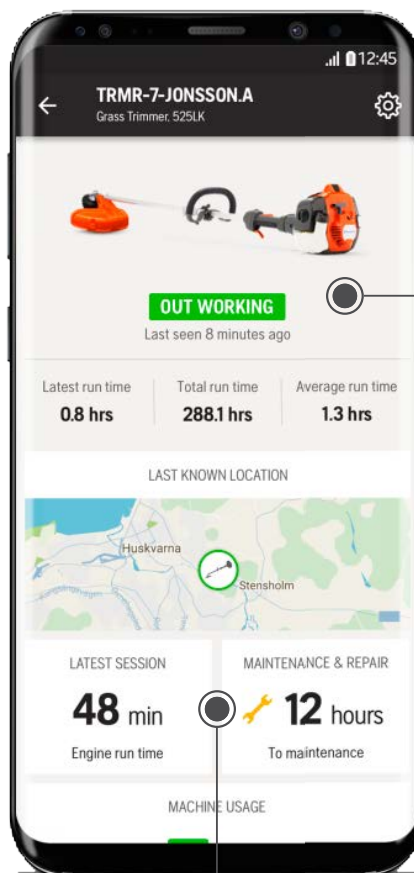 12:45
TRMR-7-JONSSON.A
Grass Trimmer, 525LK
OUT WORKING
Last seen 8 minutes ago
Latest run time Total run time Average run time
0.8 hrs 288.1 hrs 1.3 hrs
LAST KNOWN LOCATION
Huskvarna
Stensholm
LATEST SESSION MAINTENANCE & REPAIR
48 min 12 hours
Engine run time To maintenance
MACHINE USAGE